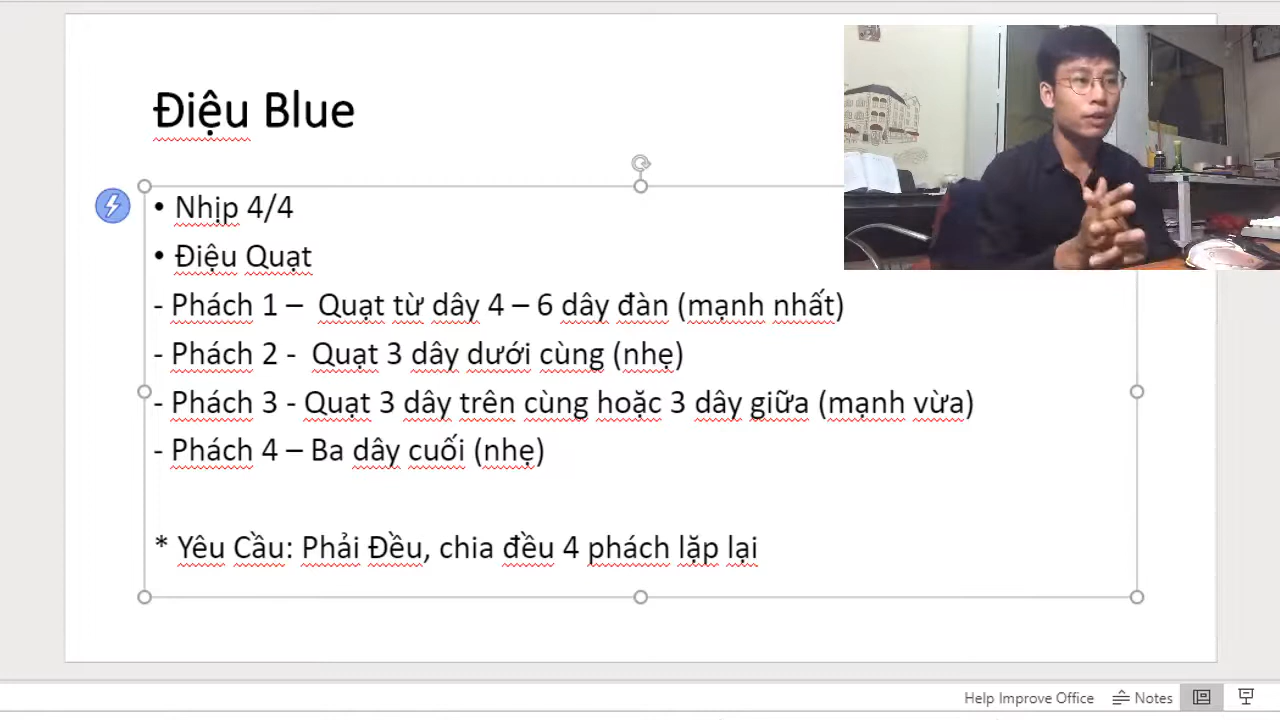 Điệu Blue
• Nhịp 4/4
• Điệu Quạt
- Phách 1 – Quạt từ dây 4 – 6 dây đàn (mạnh nhất)
- Phách 2 - Quạt 3 dây dưới cùng (nhẹ)
- Phách 3 - Quạt 3 dây trên cùng hoặc 3 dây giữa (mạnh vừa)
- Phách 4 – Ba dây cuối (nhẹ)
* Yêu Cầu: Phải Đều, chia đều 4 phách lặp lại
Help Improve Office Notes